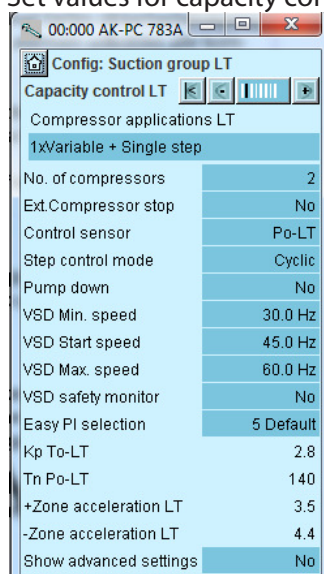 Set values for capacity con
00:000 AK-PC 783A
Config: Suction group LT
Capacity control LT
Compressor applications LT
1xVariable + Single step
No. of compressors 2
Ext.Compressor stop No
Control sensor Po-LT
Step control mode Cyclic
Pump down No
VSD Min. speed 30.0 Hz
VSD Start speed 45.0 Hz
VSD Max. speed 60.0 Hz
VSD safety monitor No
Easy PI selection 5 Default
Kp To-LT 2.8
Tn Po-LT 140
+Zone acceleration LT 3.5
-Zone acceleration LT 4.4
Show advanced settings No